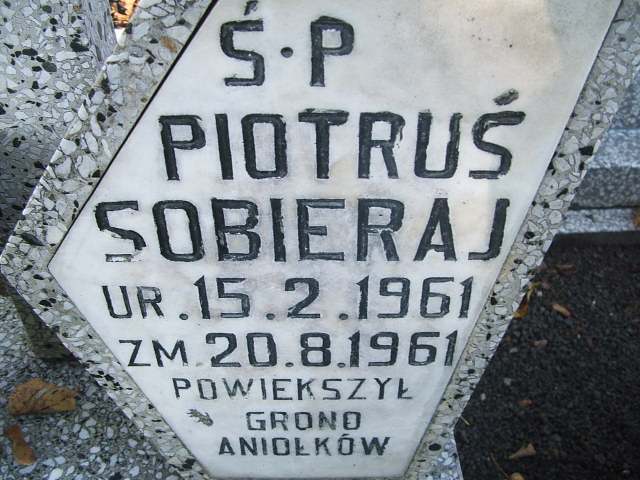 Ś.P
PIOTRUŚ
SOBIERAJ
UR.15.2.1961
ZM.20.8.1961
POWIEKSZYŁ
GRONO
ANIOŁKÓW